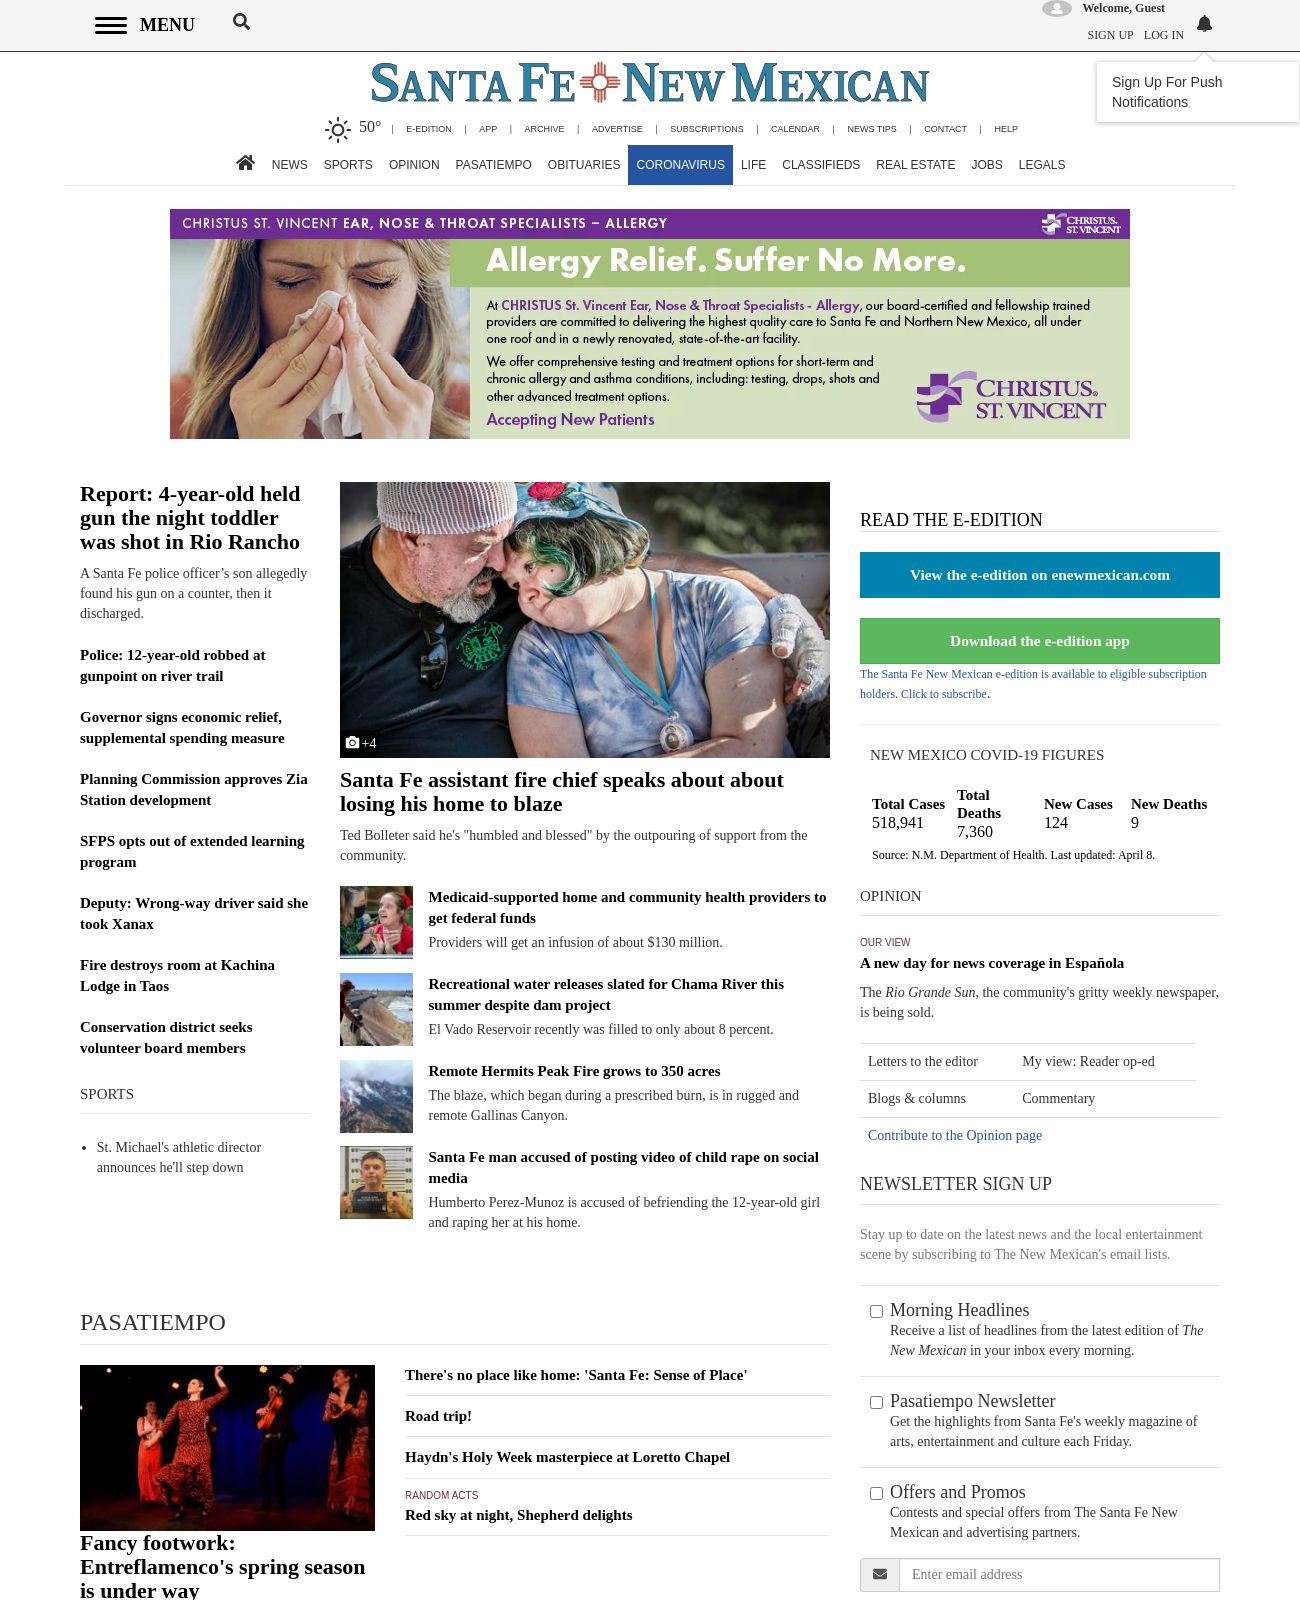 MENU
Welcome, Guest
SIGN UP LOG IN
Sign Up For Push
Notifications
SANTA FE NEW MEXICAN
50° | E-EDITION | APP | ARCHIVE | ADVERTISE | SUBSCRIPTIONS | CALENDAR | NEWS TIPS | CONTACT | HELP
NEWS SPORTS OPINION PASATIEMPO OBITUARIES CORONAVIRUS LIFE CLASSIFIEDS REAL ESTATE JOBS LEGALS
CHRISTUS ST. VINCENT EAR, NOSE & THROAT SPECIALISTS – ALLERGY
CHRISTUS.
ST. VINCENT
Allergy Relief. Suffer No More.
At CHRISTUS St. Vincent Ear, Nose & Throat Specialists - Allergy, our board-certified and fellowship trained
providers are committed to delivering the highest quality care to Santa Fe and Northern New Mexico, all under
one roof and in a newly renovated, state-of-the-art facility.
We offer comprehensive testing and treatment options for short-term and
chronic allergy and asthma conditions, including: testing, drops, shots and
other advanced treatment options.
Accepting New Patients
CHRISTUS®
ST. VINCENT
Report: 4-year-old held
gun the night toddler
was shot in Rio Rancho
A Santa Fe police officer’s son allegedly
found his gun on a counter, then it
discharged.
Police: 12-year-old robbed at
gunpoint on river trail
Governor signs economic relief,
supplemental spending measure
Planning Commission approves Zia
Station development
SFPS opts out of extended learning
program
Deputy: Wrong-way driver said she
took Xanax
Fire destroys room at Kachina
Lodge in Taos
Conservation district seeks
volunteer board members
SPORTS
• St. Michael's athletic director
announces he'll step down
+4
Santa Fe assistant fire chief speaks about about
losing his home to blaze
Ted Bolleter said he's "humbled and blessed" by the outpouring of support from the
community.
Medicaid-supported home and community health providers to
get federal funds
Providers will get an infusion of about $130 million.
Recreational water releases slated for Chama River this
summer despite dam project
El Vado Reservoir recently was filled to only about 8 percent.
Remote Hermits Peak Fire grows to 350 acres
The blaze, which began during a prescribed burn, is in rugged and
remote Gallinas Canyon.
Santa Fe man accused of posting video of child rape on social
media
Humberto Perez-Munoz is accused of befriending the 12-year-old girl
and raping her at his home.
READ THE E-EDITION
View the e-edition on enewmexican.com
Download the e-edition app
The Santa Fe New Mexican e-edition is available to eligible subscription
holders. Click to subscribe.
NEW MEXICO COVID-19 FIGURES
Total Cases
518,941
Total
Deaths
7,360
New Cases
124
New Deaths
9
Source: N.M. Department of Health. Last updated: April 8.
OPINION
OUR VIEW
A new day for news coverage in Española
The Rio Grande Sun, the community's gritty weekly newspaper,
is being sold.
Letters to the editor My view: Reader op-ed
Blogs & columns Commentary
Contribute to the Opinion page
NEWSLETTER SIGN UP
Stay up to date on the latest news and the local entertainment
scene by subscribing to The New Mexican's email lists.
Morning Headlines
Receive a list of headlines from the latest edition of The
New Mexican in your inbox every morning.
Pasatiempo Newsletter
Get the highlights from Santa Fe's weekly magazine of
arts, entertainment and culture each Friday.
Offers and Promos
Contests and special offers from The Santa Fe New
Mexican and advertising partners.
Enter email address
PASATIEMPO
Fancy footwork:
Entreflamenco's spring season
is under way
There's no place like home: 'Santa Fe: Sense of Place'
Road trip!
Haydn's Holy Week masterpiece at Loretto Chapel
RANDOM ACTS
Red sky at night, Shepherd delights